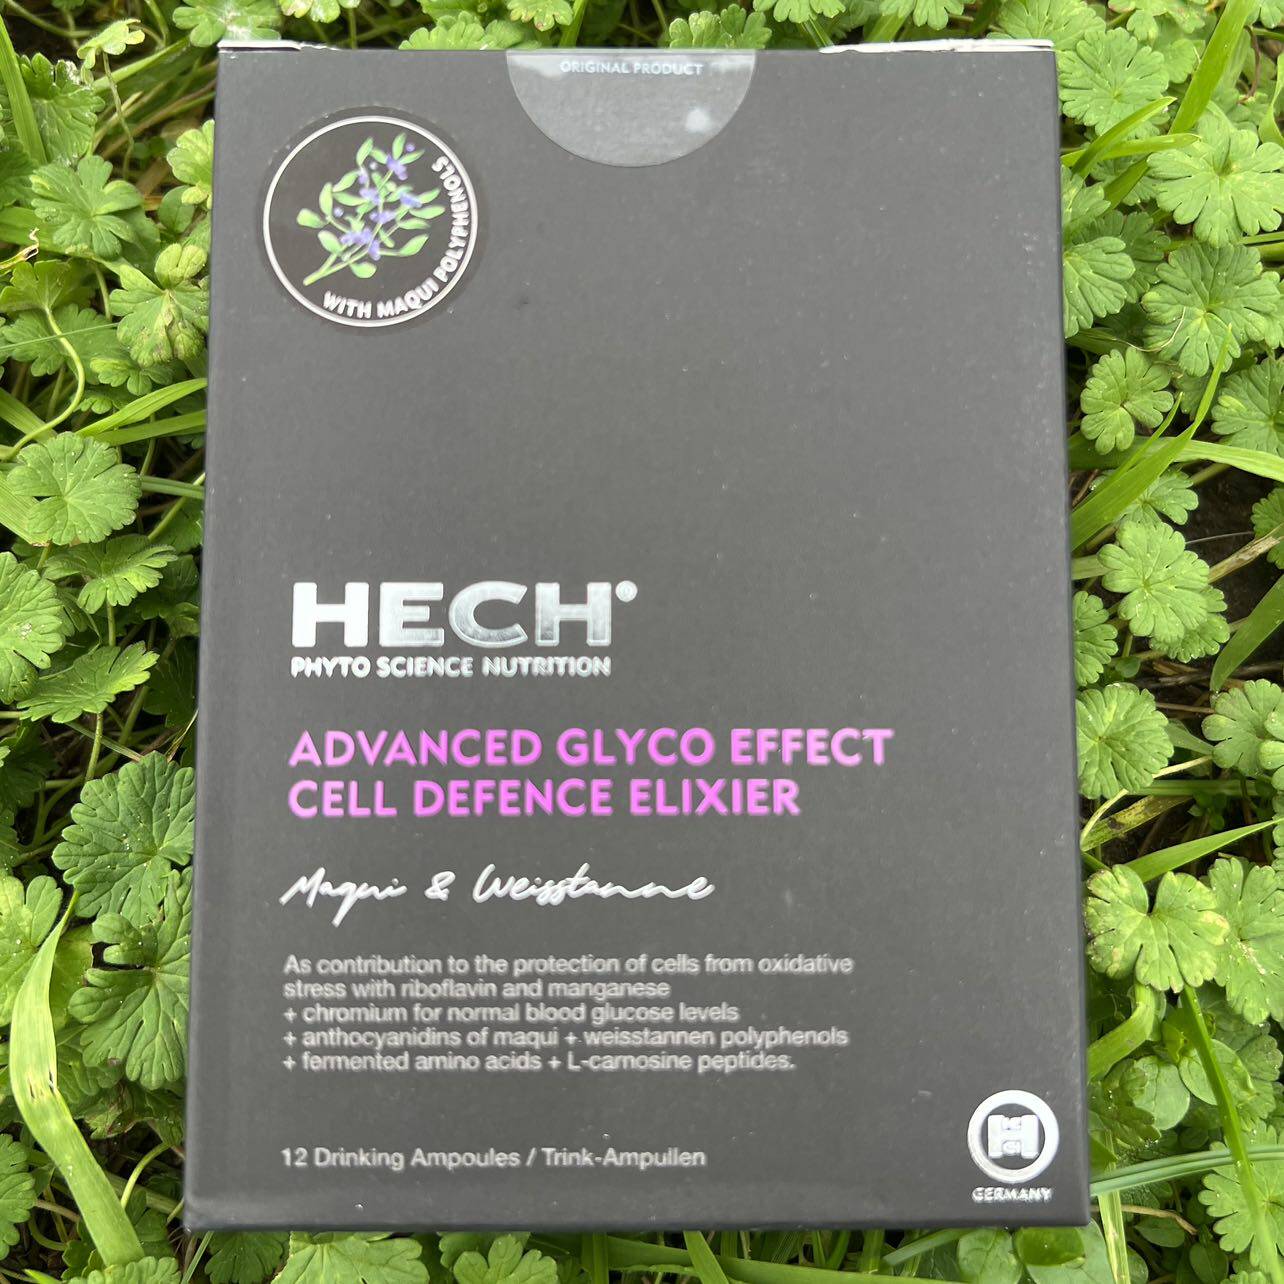 ORIGINAL PRODUCT
WITH MAQUI POLYPHENOLS
HECH®
PHYTO SCIENCE NUTRITION
ADVANCED GLYCO EFFECT
CELL DEFENCE ELIXIER
Maqui & Weisstanne
As contribution to the protection of cells from oxidative
stress with riboflavin and manganese
+ chromium for normal blood glucose levels
+ anthocyanidins of maqui + weisstannen polyphenols
+ fermented amino acids + L-carnosine peptides.
12 Drinking Ampoules / Trink-Ampullen
GERMANY